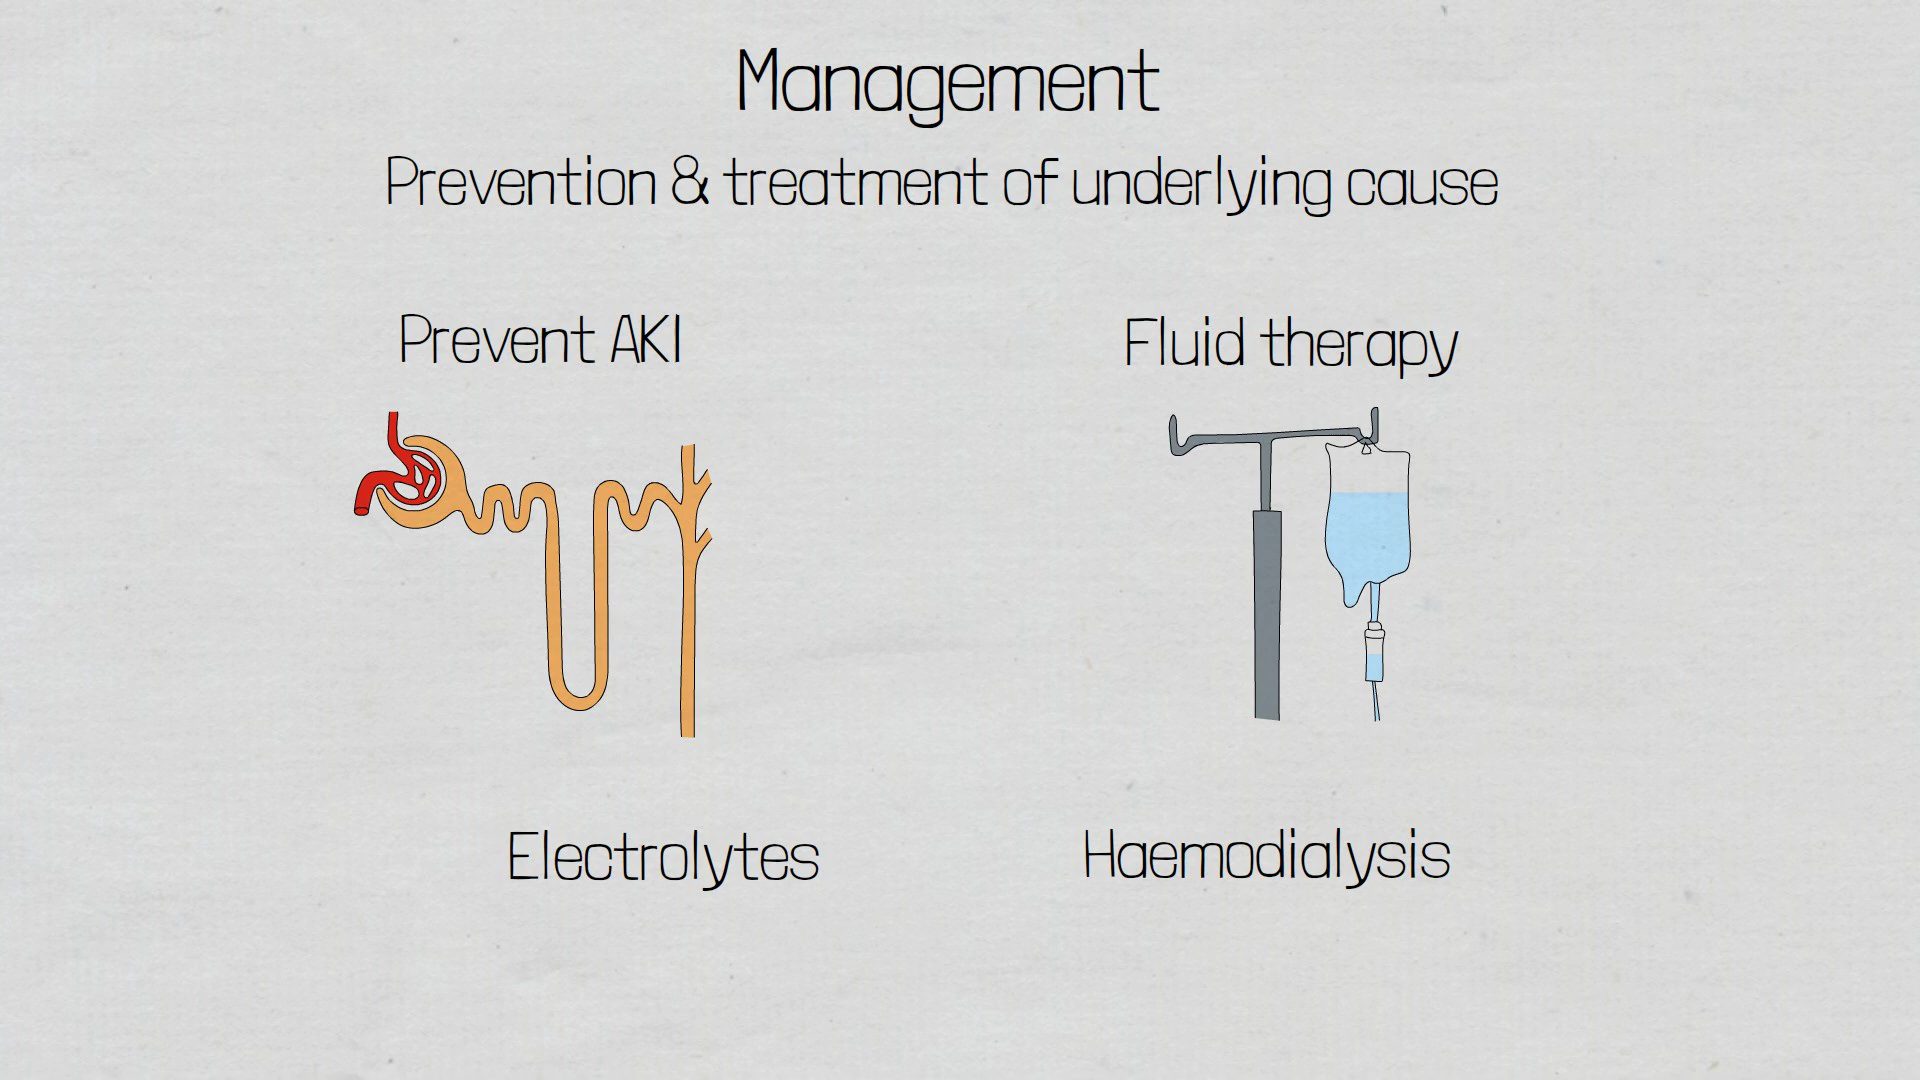 Management
Prevention & treatment of underlying cause
Prevent AKI
Fluid therapy
Electrolytes
Haemodialysis